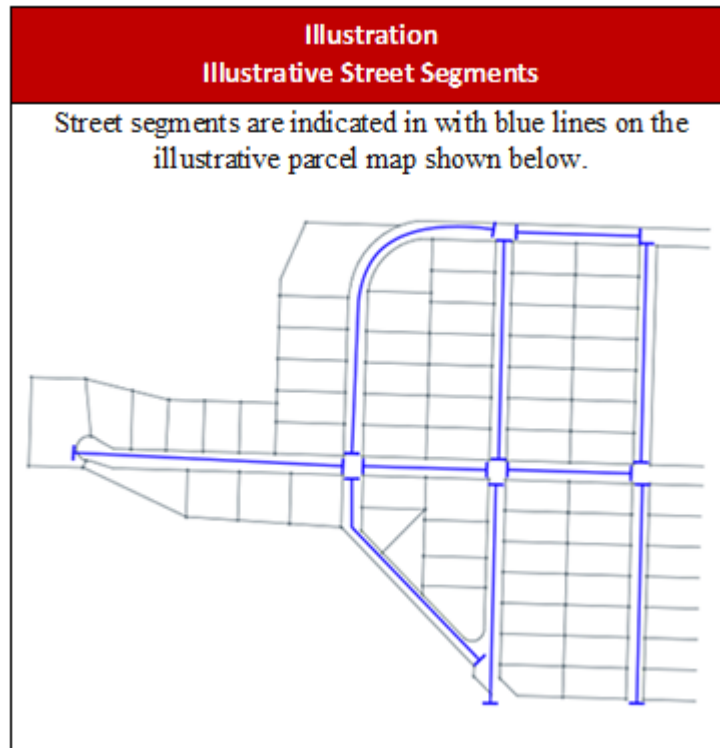 Illustration
Illustrative Street Segments
Street segments are indicated in with blue lines on the
illustrative parcel map shown below.